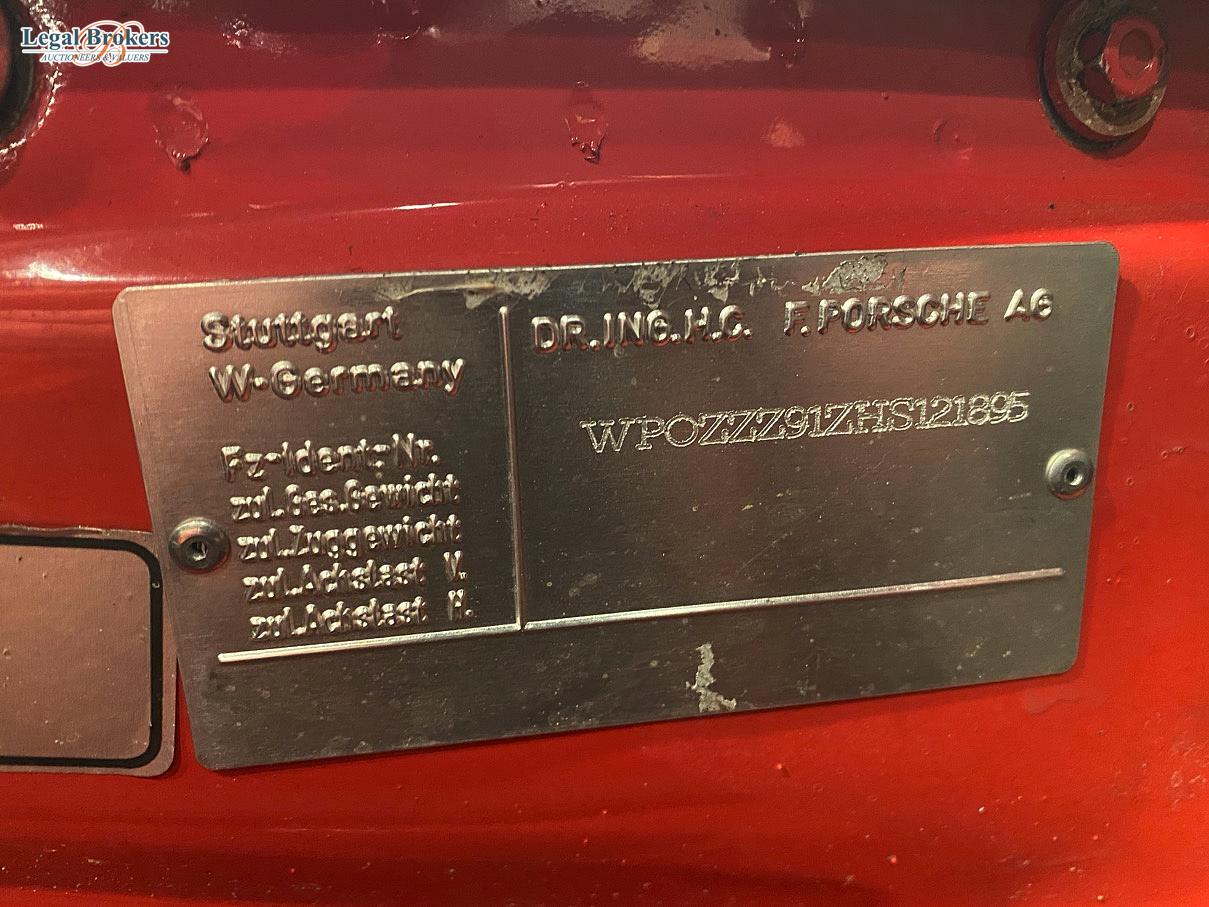 Legal Brokers
AUCTIONEERS & VALUERS
Stuttgart
W-Germany
DR.ING.H.C. F.PORSCHE AG
WP0ZZZ91ZHS121895
Fz-Ident-Nr.
zul.Ges.Gewicht
zul.Zuggewicht
zul.Achslast V.
zul.Achslast H.